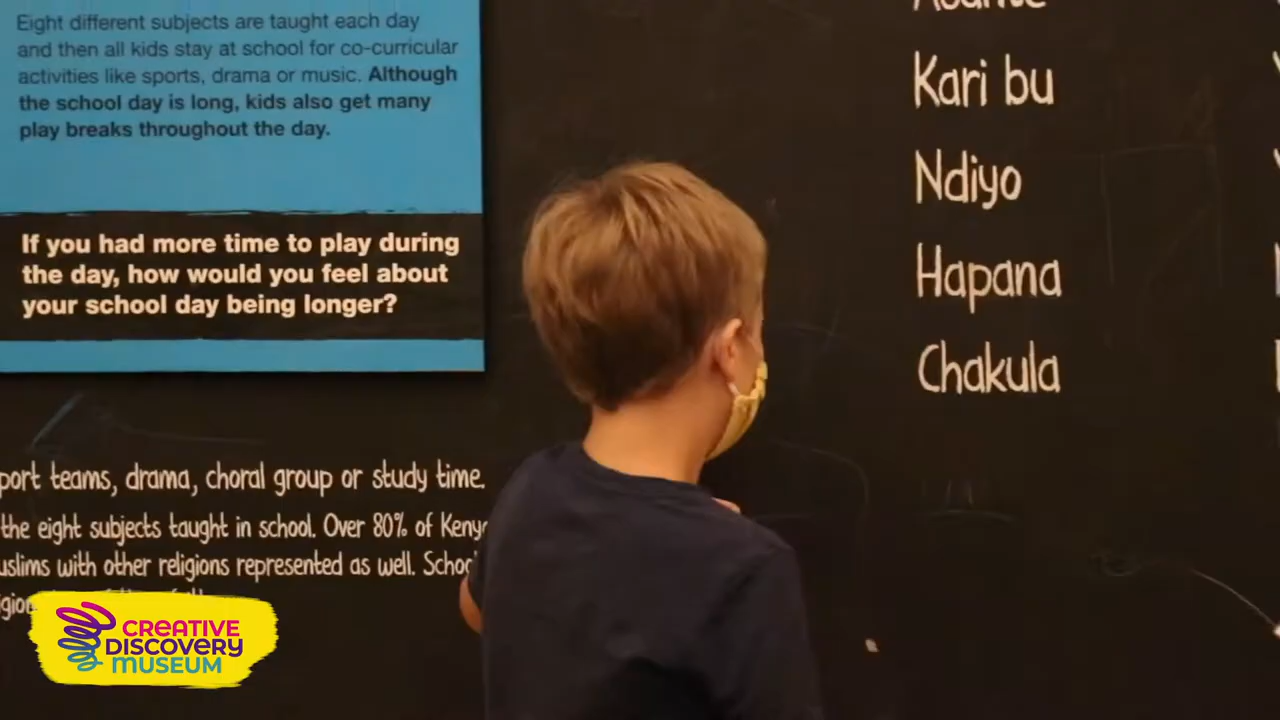 Eight different subjects are taught each day
and then all kids stay at school for co-curricular
activities like sports, drama or music. Although
the school day is long, kids also get many
play breaks throughout the day.
If you had more time to play during
the day, how would you feel about
your school day being longer?
port teams, drama, choral group or study time.
the eight subjects taught in school. Over 80% of Keny
uslims with other religions represented as well. Schoo
Kari bu
Ndiyo
Hapana
Chakula
CREATIVE
DISCOVERY
MUSEUM